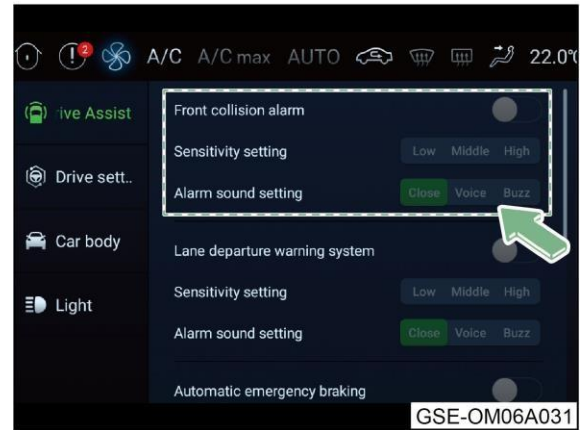 2
A/C A/C max AUTO 22.0°
rive Assist
Front collision alarm
Sensitivity setting Low Middle High
Alarm sound setting Close Voice Buzz
Drive sett..
Car body
Lane departure warning system
Sensitivity setting Low Middle High
Light
Alarm sound setting Close Voice Buzz
Automatic emergency braking
GSE-OM06A031